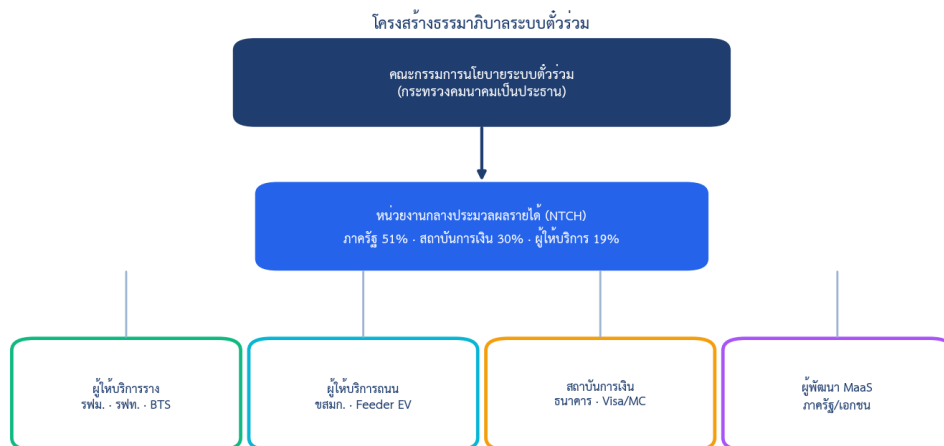 โครงสร้างธรรมาภิบาลระบบตั๋วร่วม
คณะกรรมการนโยบายระบบตั๋วร่วม
(กระทรวงคมนาคมเป็นประธาน)
หน่วยงานกลางประมวลผลรายได้ (NTCH)
ภาครัฐ 51% · สถาบันการเงิน 30% · ผู้ให้บริการ 19%
ผู้ให้บริการราง
รฟม. · รฟท. · BTS
ผู้ให้บริการถนน
ขสมก. · Feeder EV
สถาบันการเงิน
ธนาคาร · Visa/MC
ผู้พัฒนา MaaS
ภาครัฐ/เอกชน